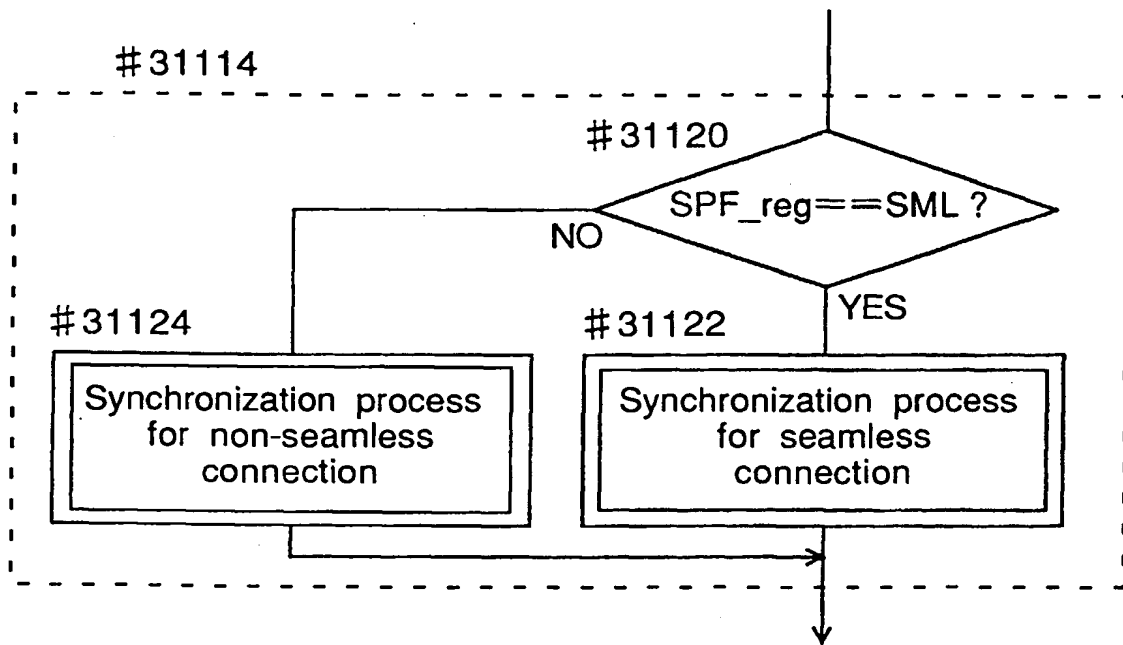 #31114
#31120
SPF_reg==SML ?
NO
YES
#31124
#31122
Synchronization process
for non-seamless
connection
Synchronization process
for seamless
connection